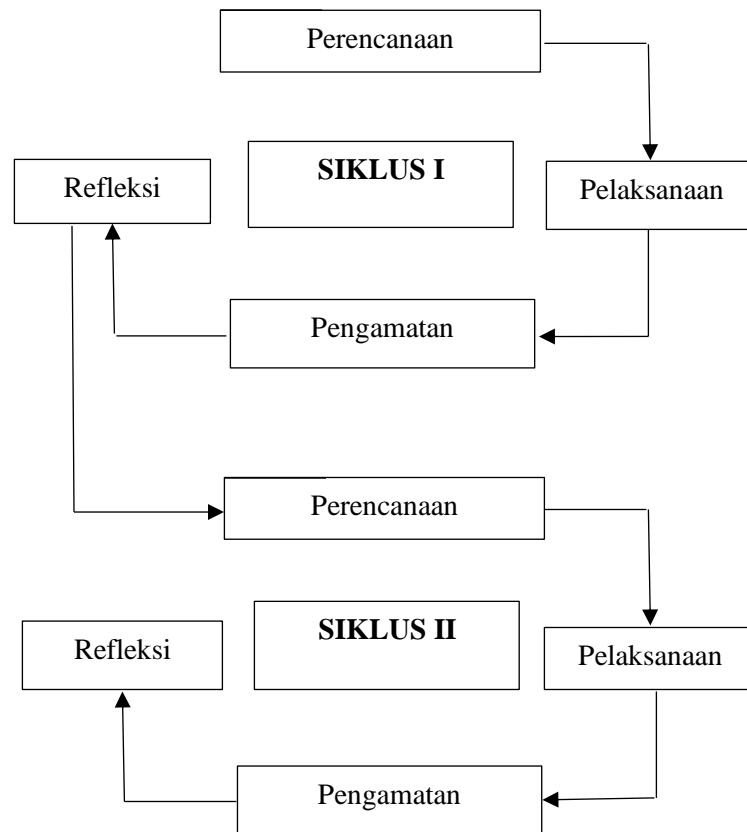 Perencanaan
SIKLUS I
Refleksi
Pelaksanaan
Pengamatan
Perencanaan
SIKLUS II
Refleksi
Pelaksanaan
Pengamatan